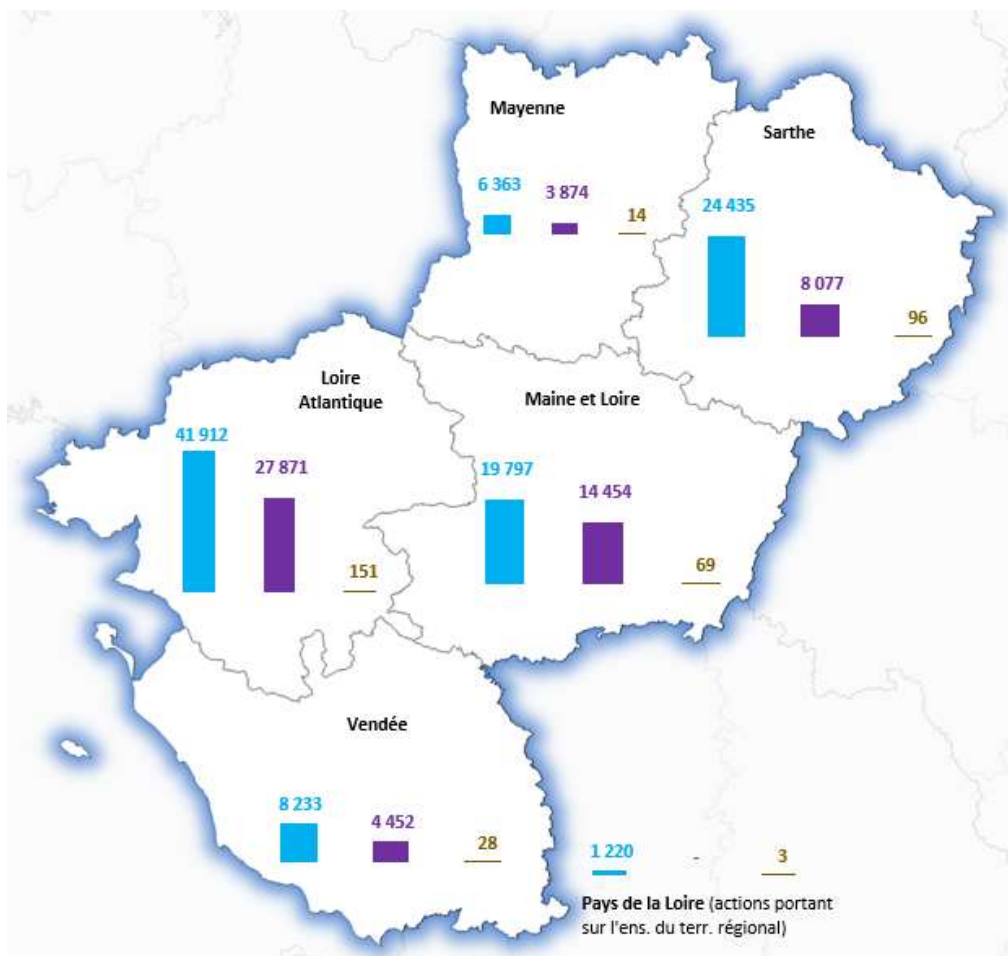 Mayenne
6 363
3 874
14
Sarthe
24 435
8 077
96
Loire
Atlantique
41 912
27 871
151
Maine et Loire
19 797
14 454
69
Vendée
8 233
4 452
28
1 220
-
3
Pays de la Loire (actions portant
sur l'ens. du terr. régional)